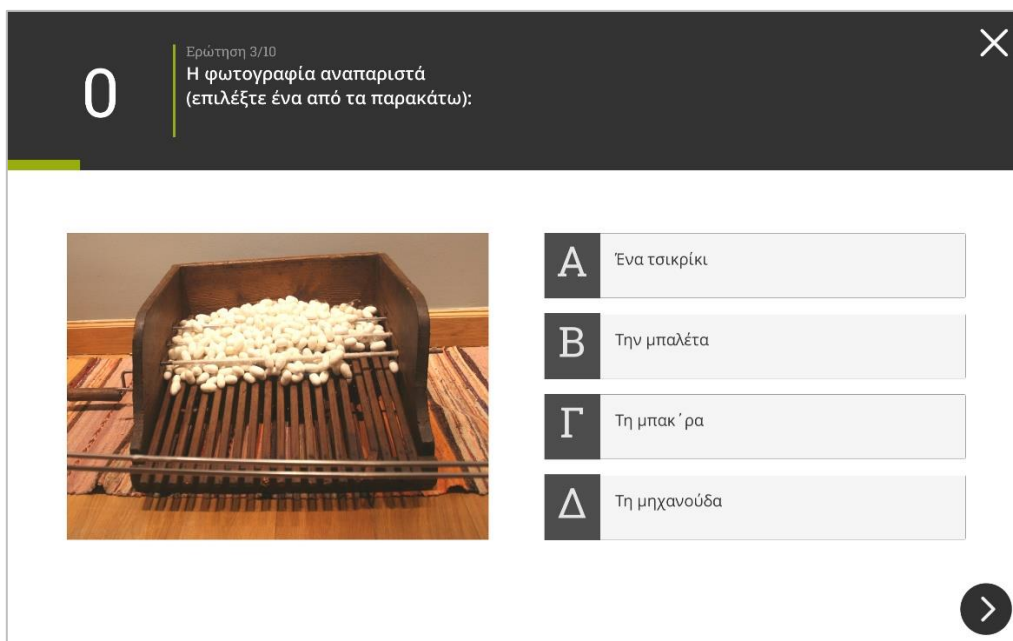 0
Ερώτηση 3/10
Η φωτογραφία αναπαριστά
(επιλέξτε ένα από τα παρακάτω):
Α
Ένα τσικρίκι
Β
Την μπαλέτα
Γ
Τη μπακ΄ρα
Δ
Τη μηχανούδα